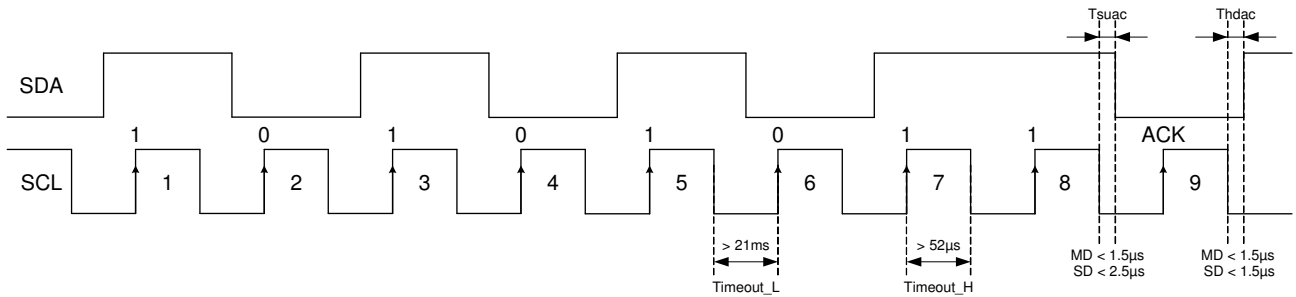 Tsuac Thdac
SDA
1 0 1 0 1 0 1 1 ACK
SCL 1 2 3 4 5 6 7 8 9
> 21ms > 52µs MD < 1.5µs MD < 1.5µs
SD < 2.5µs SD < 1.5µs
Timeout_L Timeout_H